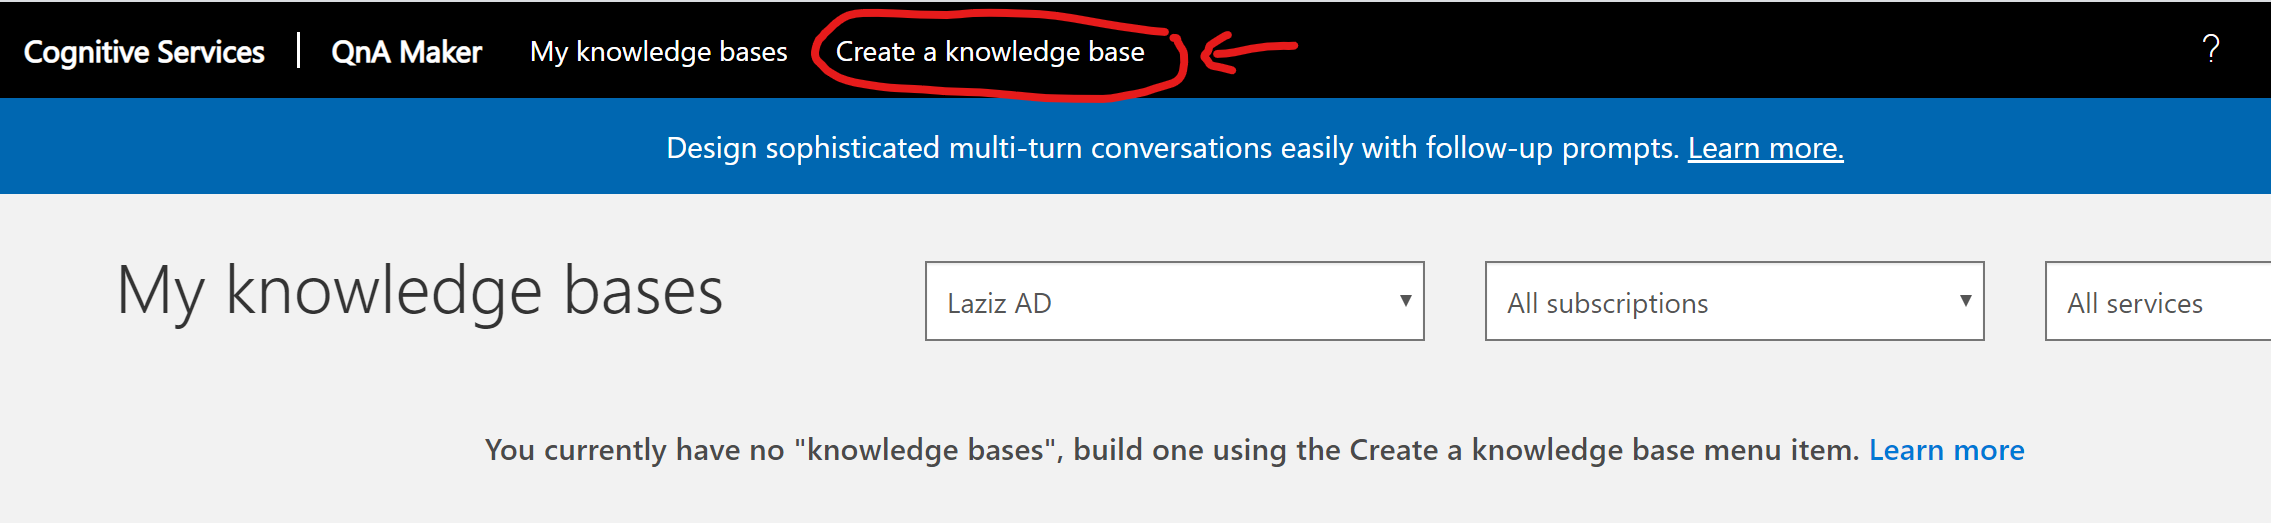 Cognitive Services | QnA Maker My knowledge bases Create a knowledge base ?
Design sophisticated multi-turn conversations easily with follow-up prompts. Learn more.
My knowledge bases Laziz AD All subscriptions All services
You currently have no "knowledge bases", build one using the Create a knowledge base menu item. Learn more